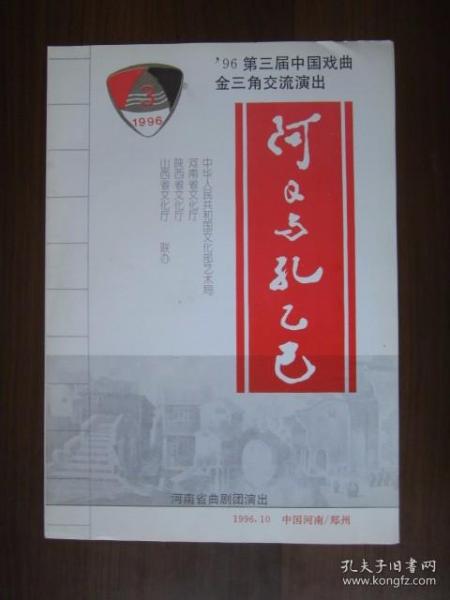 '96 第三届中国戏曲
金三角交流演出
3
1996
阿Q与孔乙己
中华人民共和国文化部艺术局
河南省文化厅
陕西省文化厅
山西省文化厅 联办
河南省曲剧团演出
1996.10 中国河南/郑州
孔夫子旧书网
www.kongfz.com